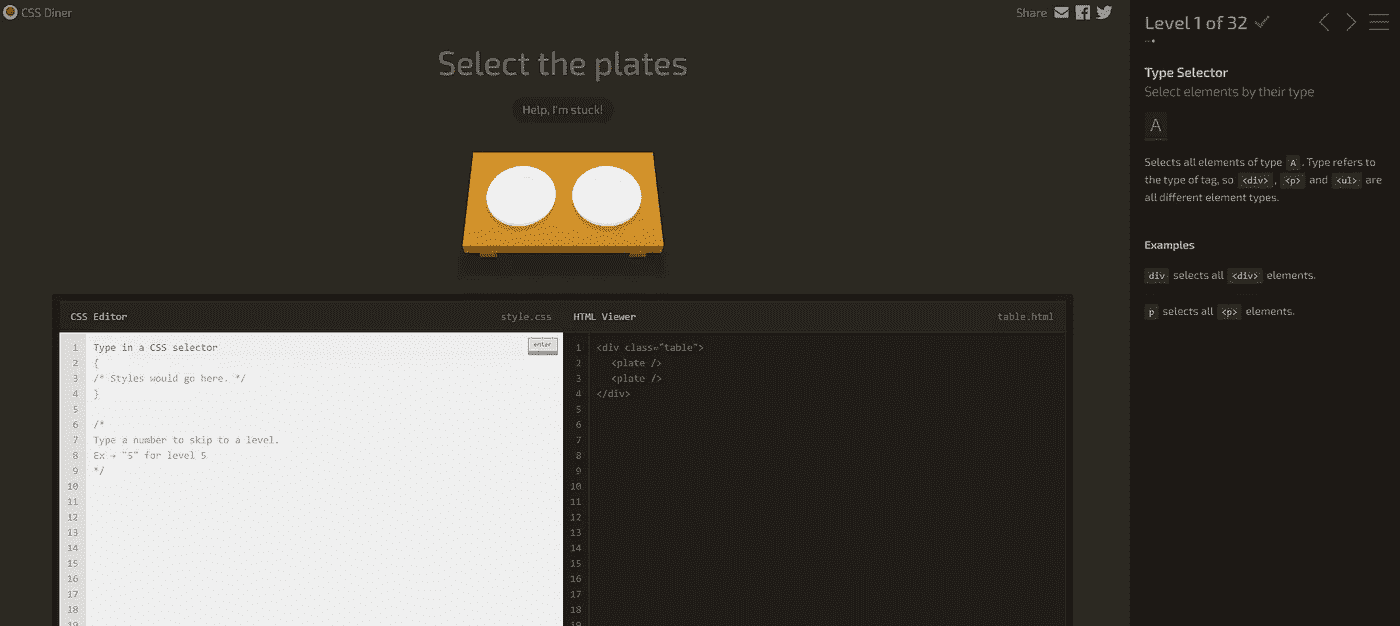 CSS Diner
Share
Select the plates
Help, I'm stuck!
CSS Editor
style.css
1 Type in a CSS selector
enter
2 {
3 /* Styles would go here. */
4 }
5
6 /*
7 Type a number to skip to a level.
8 Ex → "5" for level 5
9 */
10
11
12
13
14
15
16
17
18
HTML Viewer
table.html
1 <div class="table">
2 <plate />
3 <plate />
4 </div>
5
6
7
8
9
10
11
12
13
14
15
16
17
18
19
Level 1 of 32
Type Selector
Select elements by their type
A
Selects all elements of type A . Type refers to
the type of tag, so <div> , <p> and <ul> are
all different element types.
Examples
div selects all <div> elements.
p selects all <p> elements.